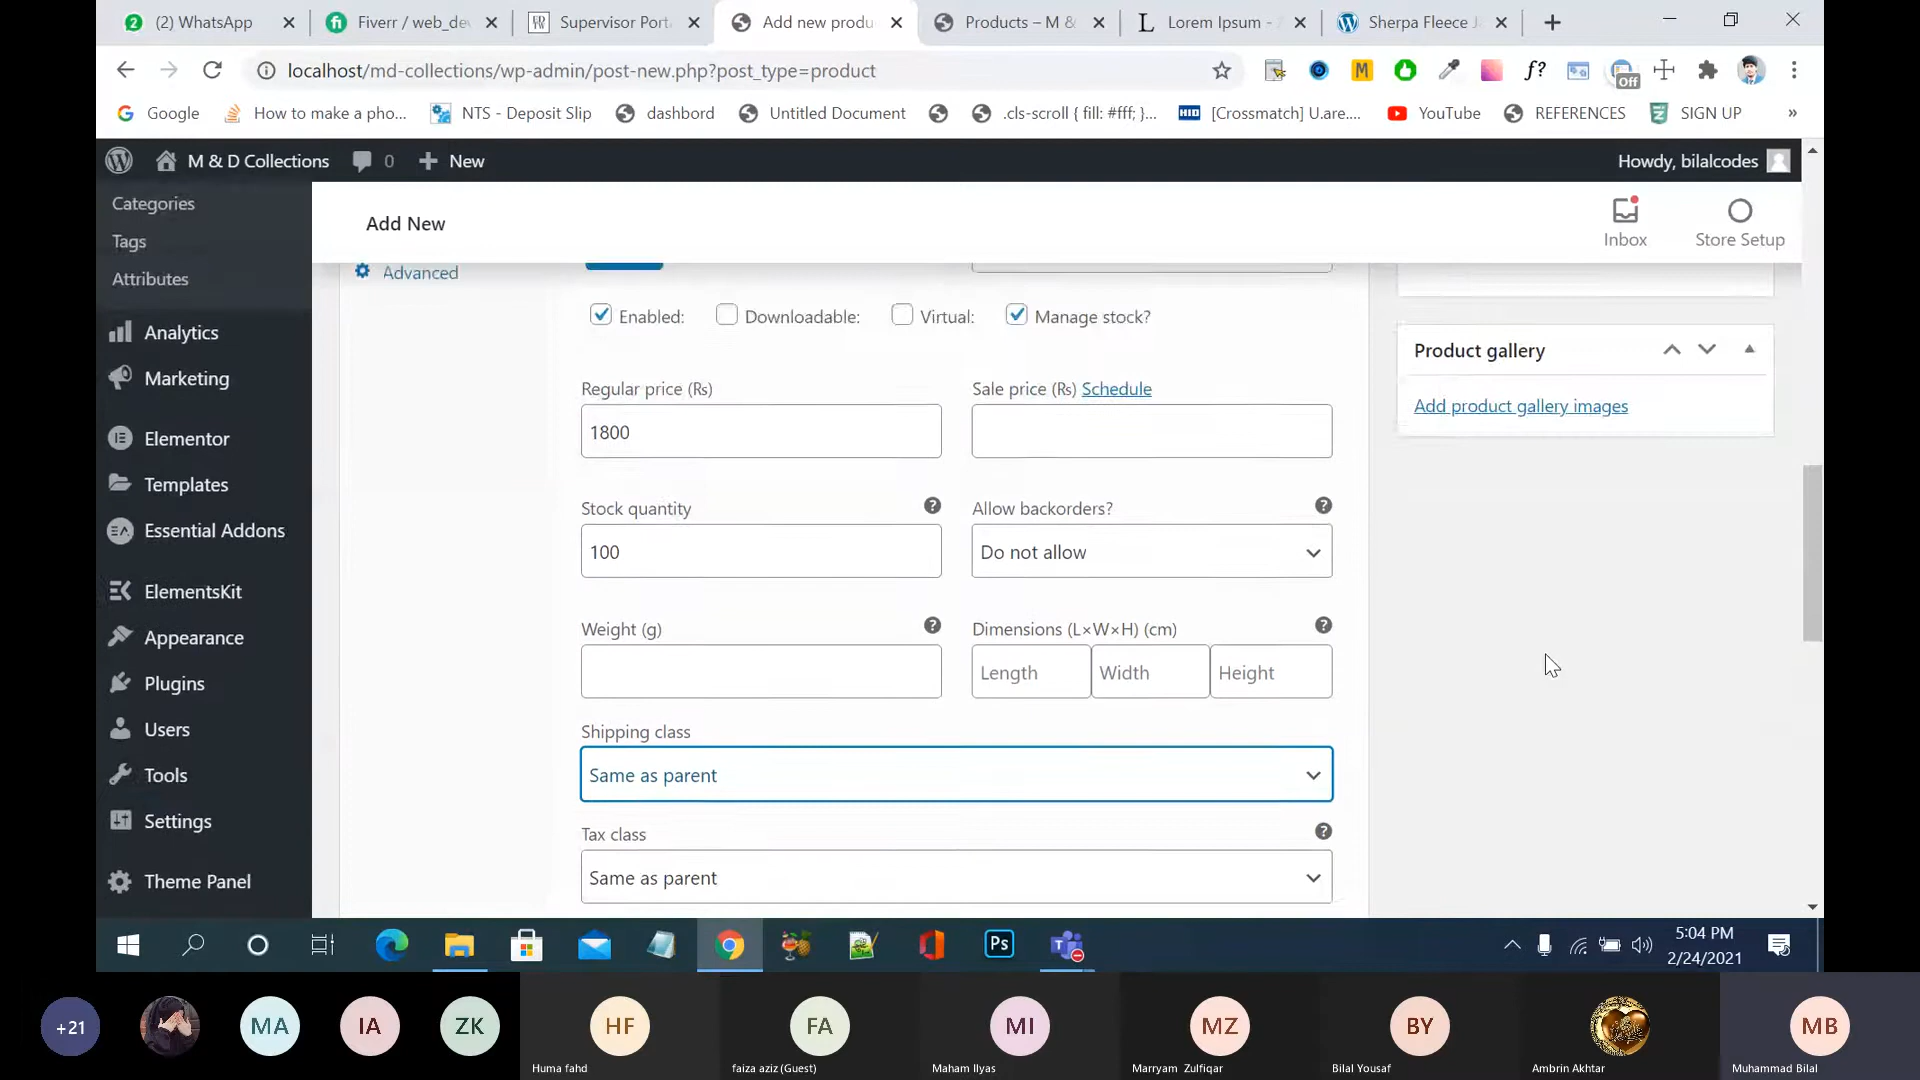 (2) WhatsApp
Fiverr / web_de
Supervisor Port
Add new produ
Products – M &
Lorem Ipsum -
Sherpa Fleece J
localhost/md-collections/wp-admin/post-new.php?post_type=product
Off
Google
How to make a pho...
NTS - Deposit Slip
dashbord
Untitled Document
.cls-scroll { fill: #fff; }...
[Crossmatch] U.are....
YouTube
REFERENCES
SIGN UP
»
M & D Collections
0
New
Howdy, bilalcodes
Categories
Tags
Attributes
Analytics
Marketing
Elementor
Templates
Essential Addons
ElementsKit
Appearance
Plugins
Users
Tools
Settings
Theme Panel
Add New
Inbox
Store Setup
Advanced
Enabled:
Downloadable:
Virtual:
Manage stock?
Regular price (₨)
1800
Sale price (₨) Schedule
Stock quantity
100
Allow backorders?
Do not allow
Weight (g)
Dimensions (L×W×H) (cm)
Length
Width
Height
Shipping class
Same as parent
Tax class
Same as parent
Product gallery
Add product gallery images
Ps
5:04 PM
2/24/2021
+21
MA
IA
ZK
HF
Huma fahd
FA
faiza aziz (Guest)
MI
Maham Ilyas
MZ
Marryam Zulfiqar
BY
Bilal Yousaf
Ambrin Akhtar
MB
Muhammad Bilal